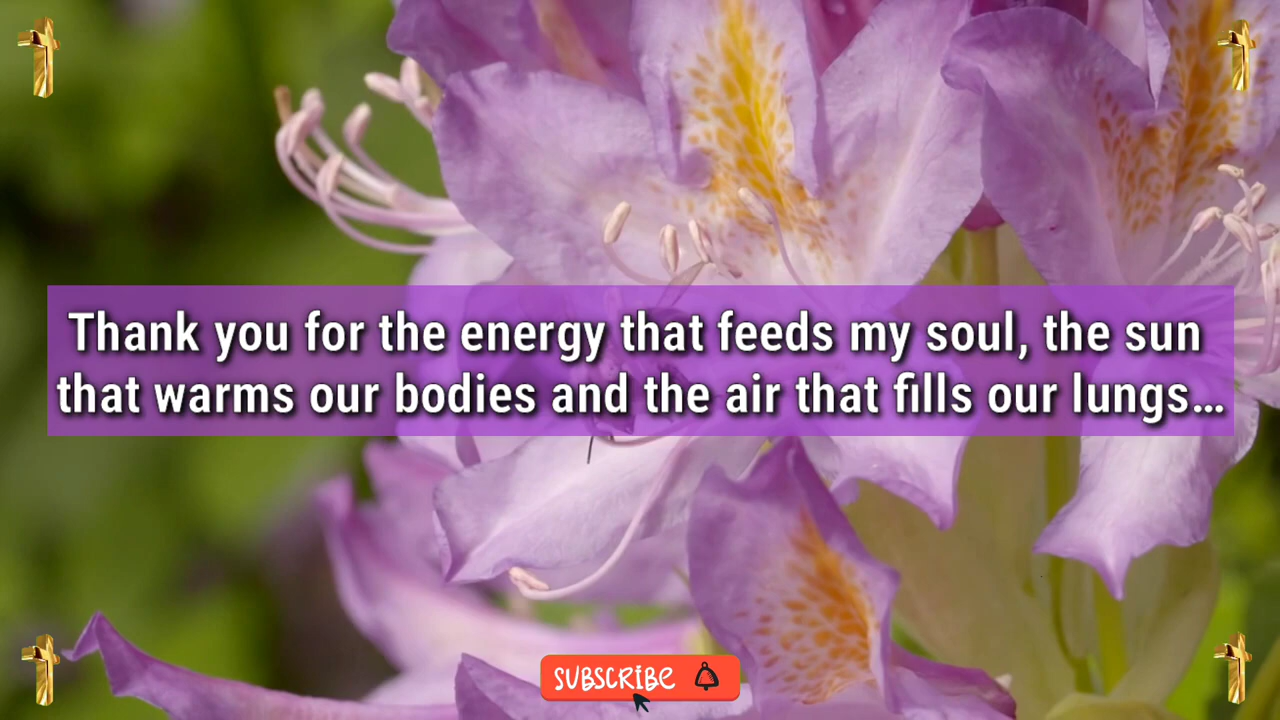 Thank you for the energy that feeds my soul, the sun
that warms our bodies and the air that fills our lungs...
SUBSCRIBE